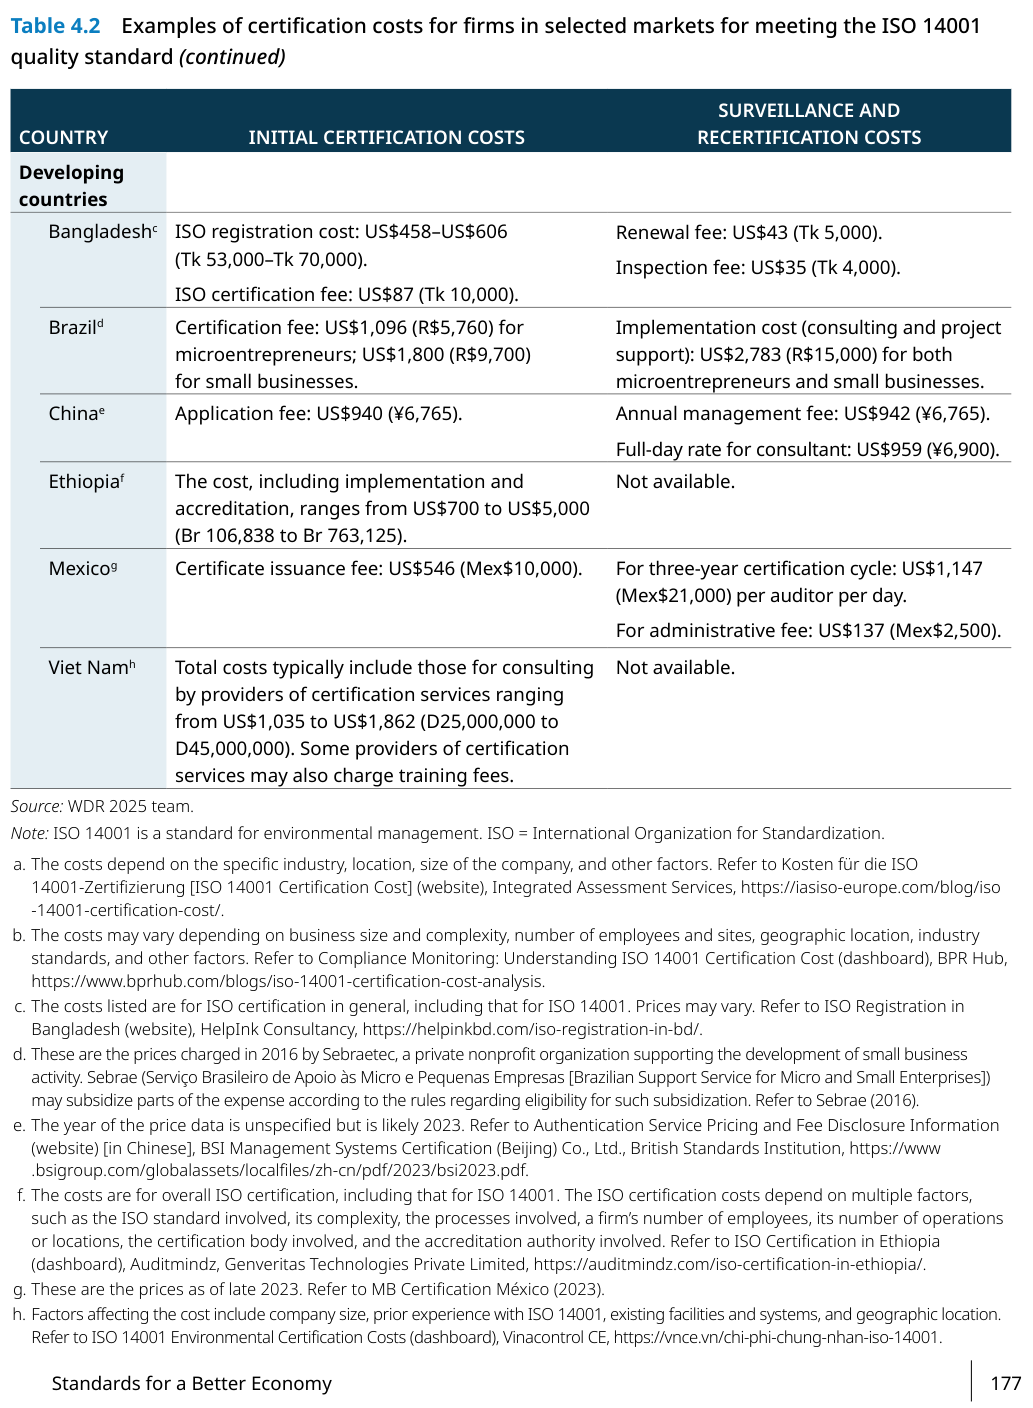 Table 4.2 Examples of certification costs for firms in selected markets for meeting the ISO 14001
quality standard (continued)
COUNTRY
INITIAL CERTIFICATION COSTS
SURVEILLANCE AND
RECERTIFICATION COSTS
Developing
countries
Bangladeshᶜ
ISO registration cost: US$458–US$606
(Tk 53,000–Tk 70,000).
ISO certification fee: US$87 (Tk 10,000).
Renewal fee: US$43 (Tk 5,000).
Inspection fee: US$35 (Tk 4,000).
Brazilᵈ
Certification fee: US$1,096 (R$5,760) for
microentrepreneurs; US$1,800 (R$9,700)
for small businesses.
Implementation cost (consulting and project
support): US$2,783 (R$15,000) for both
microentrepreneurs and small businesses.
Chinaᵉ
Application fee: US$940 (¥6,765).
Annual management fee: US$942 (¥6,765).
Full-day rate for consultant: US$959 (¥6,900).
Ethiopiaᶠ
The cost, including implementation and
accreditation, ranges from US$700 to US$5,000
(Br 106,838 to Br 763,125).
Not available.
Mexicoᵍ
Certificate issuance fee: US$546 (Mex$10,000).
For three-year certification cycle: US$1,147
(Mex$21,000) per auditor per day.
For administrative fee: US$137 (Mex$2,500).
Viet Namʰ
Total costs typically include those for consulting
by providers of certification services ranging
from US$1,035 to US$1,862 (D25,000,000 to
D45,000,000). Some providers of certification
services may also charge training fees.
Not available.
Source: WDR 2025 team.
Note: ISO 14001 is a standard for environmental management. ISO = International Organization for Standardization.
a. The costs depend on the specific industry, location, size of the company, and other factors. Refer to Kosten für die ISO
14001-Zertifizierung [ISO 14001 Certification Cost] (website), Integrated Assessment Services, https://iasiso-europe.com/blog/iso
-14001-certification-cost/.
b. The costs may vary depending on business size and complexity, number of employees and sites, geographic location, industry
standards, and other factors. Refer to Compliance Monitoring: Understanding ISO 14001 Certification Cost (dashboard), BPR Hub,
https://www.bprhub.com/blogs/iso-14001-certification-cost-analysis.
c. The costs listed are for ISO certification in general, including that for ISO 14001. Prices may vary. Refer to ISO Registration in
Bangladesh (website), HelpInk Consultancy, https://helpinkbd.com/iso-registration-in-bd/.
d. These are the prices charged in 2016 by Sebraetec, a private nonprofit organization supporting the development of small business
activity. Sebrae (Serviço Brasileiro de Apoio às Micro e Pequenas Empresas [Brazilian Support Service for Micro and Small Enterprises])
may subsidize parts of the expense according to the rules regarding eligibility for such subsidization. Refer to Sebrae (2016).
e. The year of the price data is unspecified but is likely 2023. Refer to Authentication Service Pricing and Fee Disclosure Information
(website) [in Chinese], BSI Management Systems Certification (Beijing) Co., Ltd., British Standards Institution, https://www
.bsigroup.com/globalassets/localfiles/zh-cn/pdf/2023/bsi2023.pdf.
f. The costs are for overall ISO certification, including that for ISO 14001. The ISO certification costs depend on multiple factors,
such as the ISO standard involved, its complexity, the processes involved, a firm’s number of employees, its number of operations
or locations, the certification body involved, and the accreditation authority involved. Refer to ISO Certification in Ethiopia
(dashboard), Auditmindz, Genveritas Technologies Private Limited, https://auditmindz.com/iso-certification-in-ethiopia/.
g. These are the prices as of late 2023. Refer to MB Certification México (2023).
h. Factors affecting the cost include company size, prior experience with ISO 14001, existing facilities and systems, and geographic location.
Refer to ISO 14001 Environmental Certification Costs (dashboard), Vinacontrol CE, https://vnce.vn/chi-phi-chung-nhan-iso-14001.
Standards for a Better Economy
177